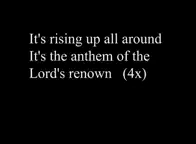 It's rising up all around
It's the anthem of the
Lord's renown (4x)